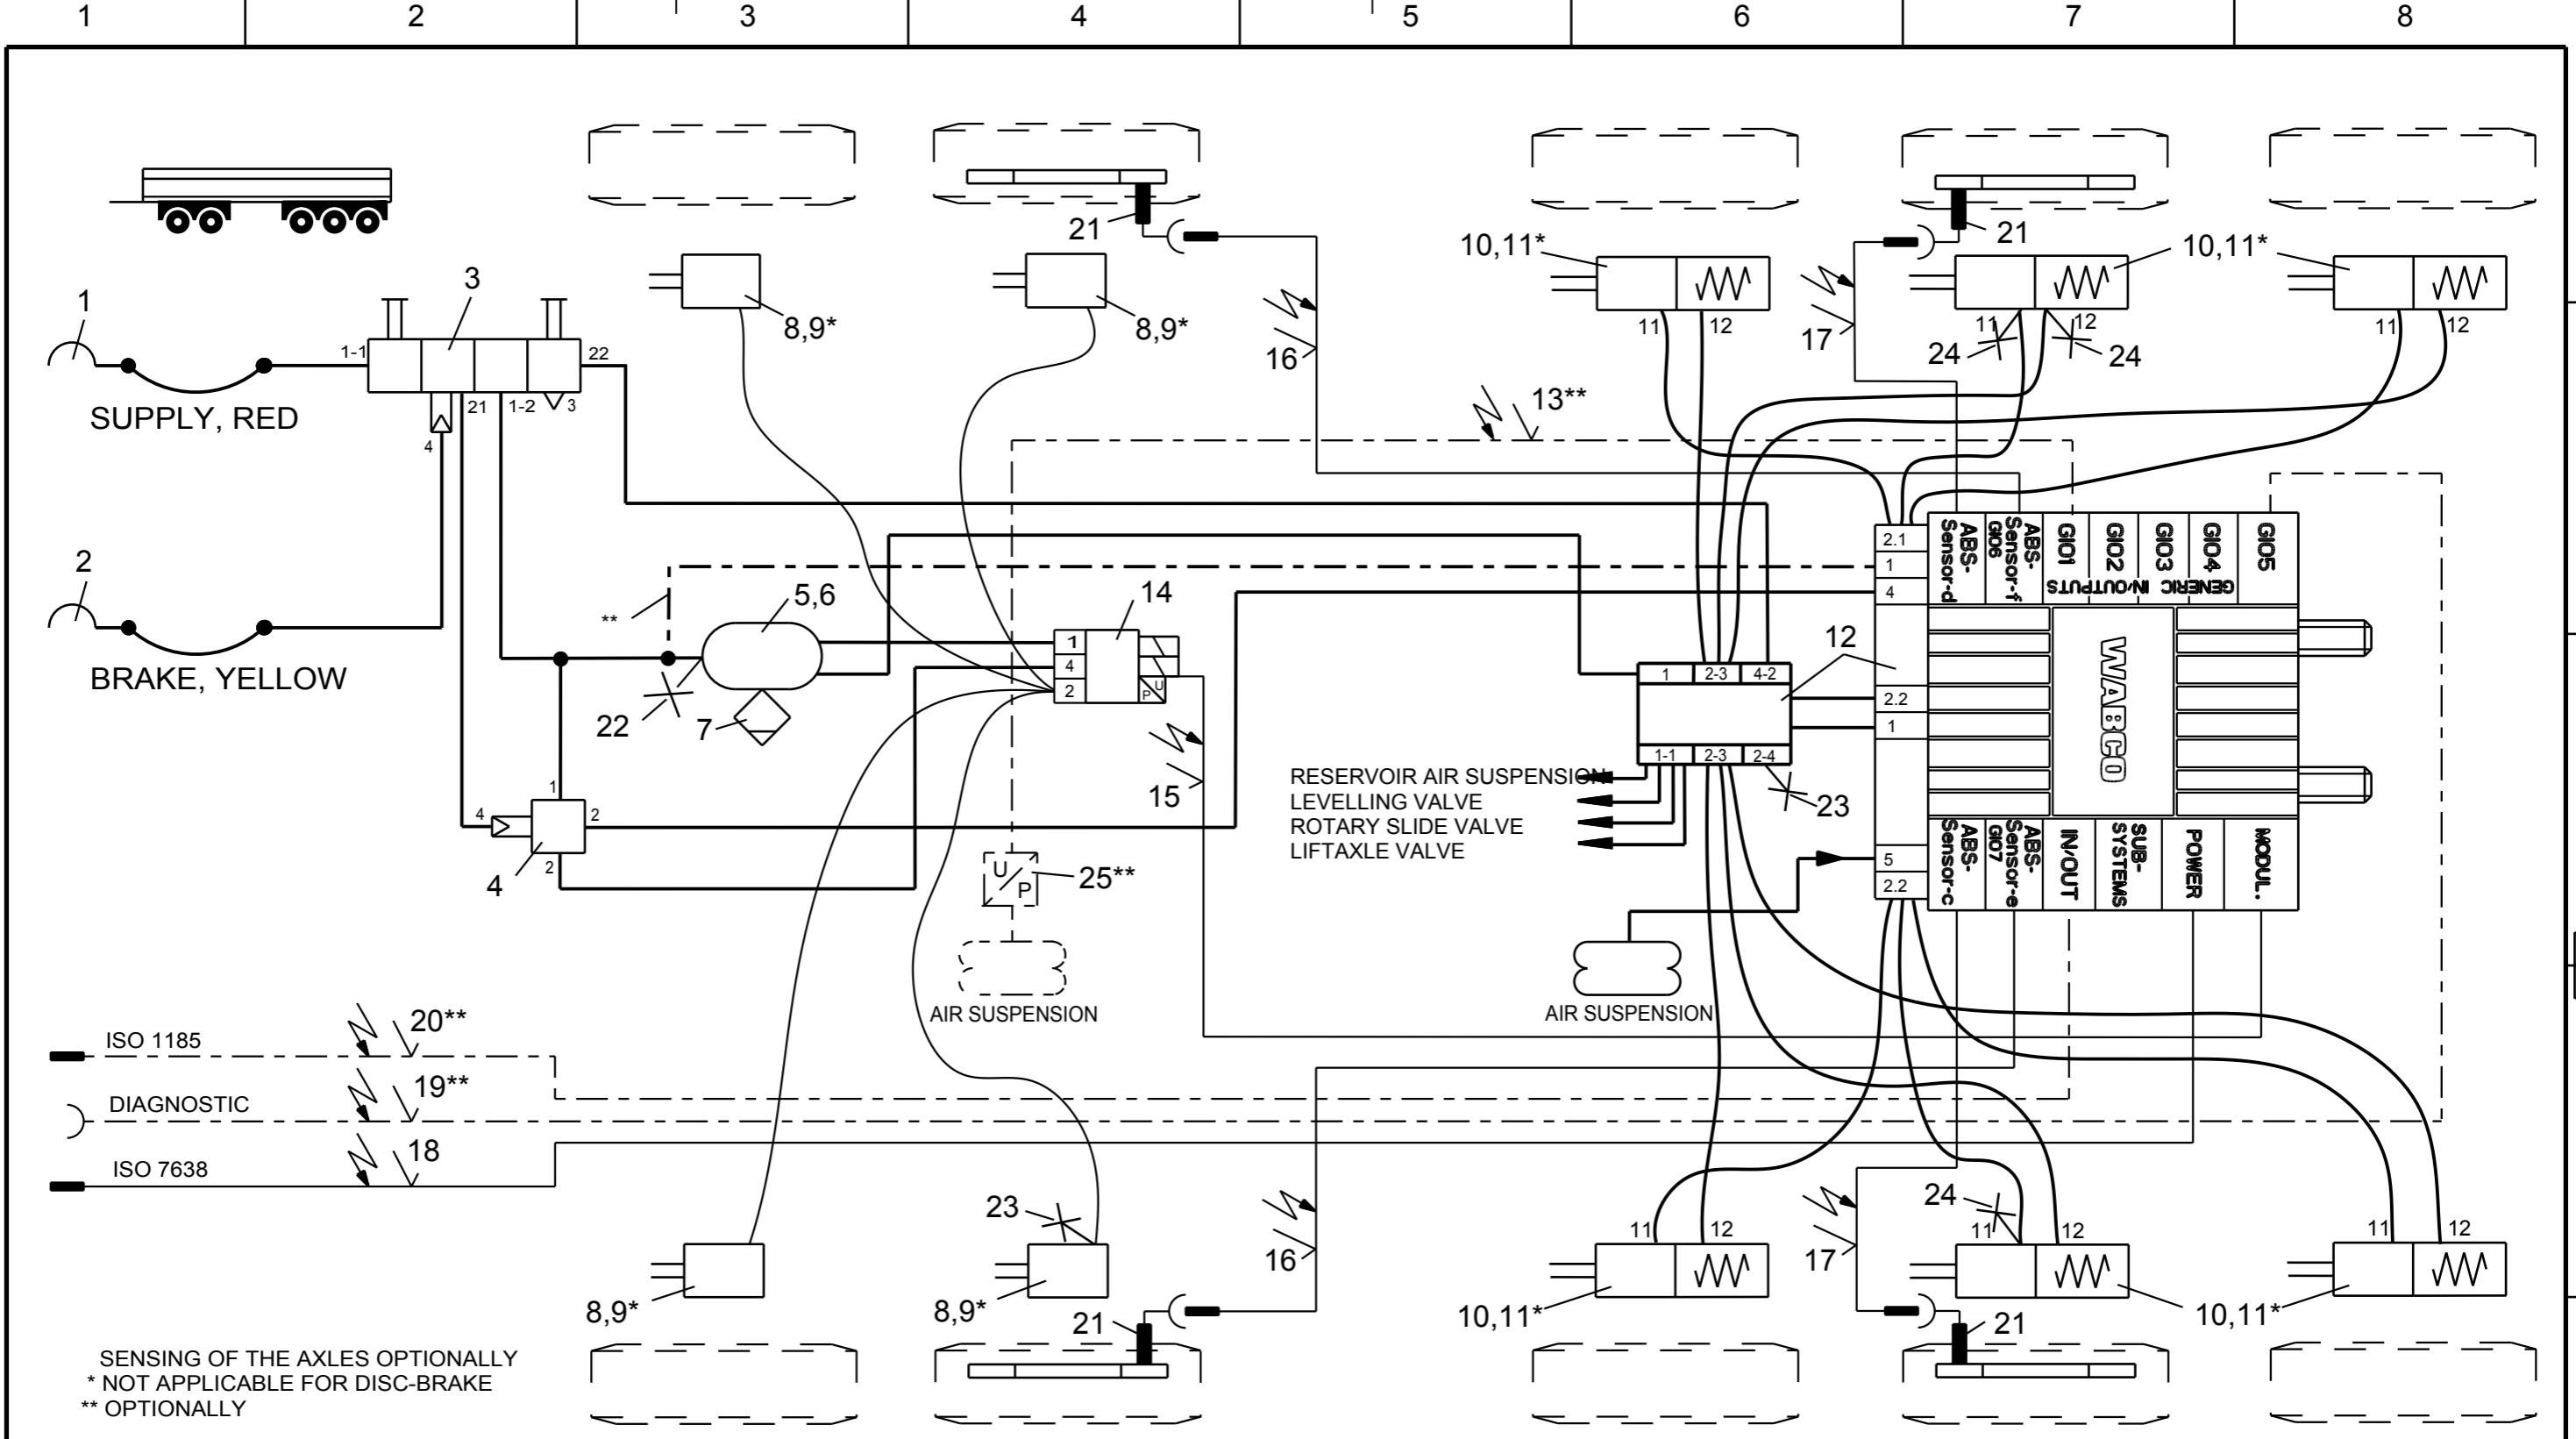 1 2 3 4 5 6 7 8
21 21
10,11* 10,11*
3
1 8,9* 8,9* 11 12 17 11 12 11 12
1-1 22 16 24 24
SUPPLY, RED 21 1-2 3 13**
4
2
2.1 ABS-Sensor-d ABS-Sensor-f GIO6 GIO1 GIO2 GIO3 GIO4 GIO5
1
4 GENERIC IN/OUTPUTS
** 5,6 14 12
BRAKE, YELLOW 1
4
2 P U
1 2-3 4-2
22 7 2.2 WABCO
1
1-1 2-3 2-4
RESERVOIR AIR SUSPENSION
LEVELLING VALVE
ROTARY SLIDE VALVE
LIFTAXLE VALVE
15 23
1
4 2
2
4
U P 25**
5 ABS-Sensor-c ABS-Sensor-e GIO7 IN/OUT SUB-SYSTEMS POWER MODUL.
2.2
AIR SUSPENSION AIR SUSPENSION
ISO 1185 20**
DIAGNOSTIC 19**
ISO 7638 18
23 16 11 12 17 24 11 12 11 12
8,9* 8,9* 21 10,11* 21 10,11*
SENSING OF THE AXLES OPTIONALLY
* NOT APPLICABLE FOR DISC-BRAKE
** OPTIONALLY